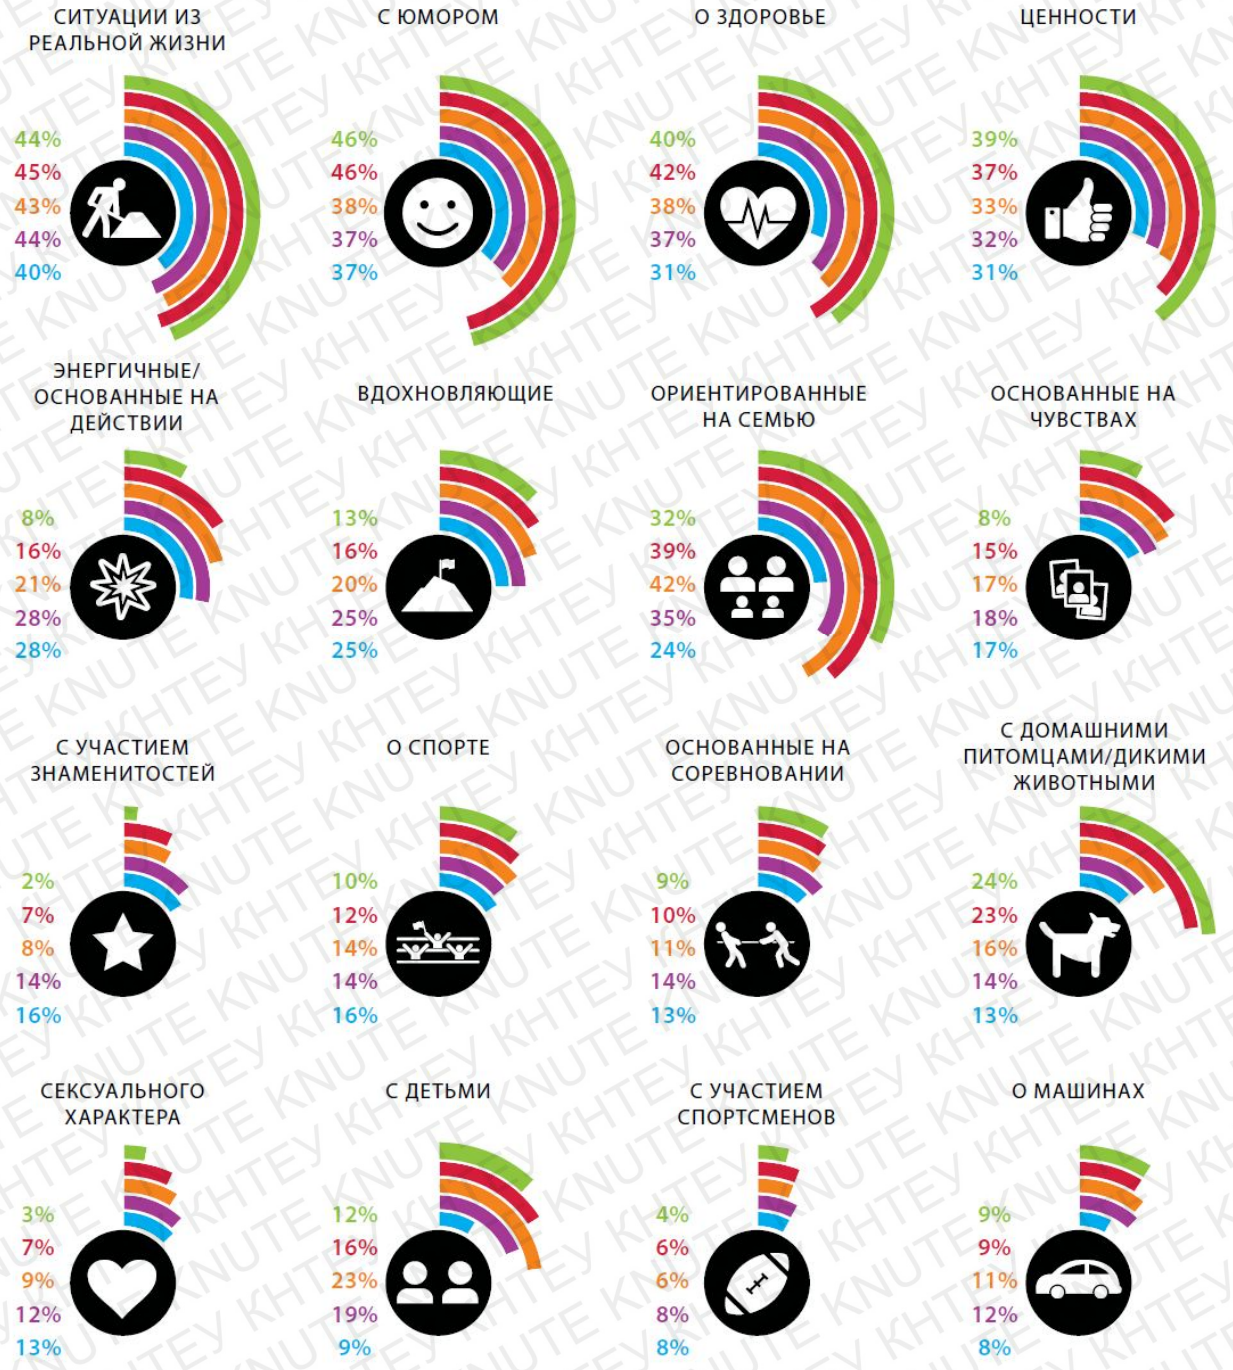 СИТУАЦИИ ИЗ
РЕАЛЬНОЙ ЖИЗНИ
44%
45%
43%
44%
40%
С ЮМОРОМ
46%
46%
38%
37%
37%
О ЗДОРОВЬЕ
40%
42%
38%
37%
31%
ЦЕННОСТИ
39%
37%
33%
32%
31%
ЭНЕРГИЧНЫЕ/
ОСНОВАННЫЕ НА
ДЕЙСТВИИ
8%
16%
21%
28%
28%
ВДОХНОВЛЯЮЩИЕ
13%
16%
20%
25%
25%
ОРИЕНТИРОВАННЫЕ
НА СЕМЬЮ
32%
39%
42%
35%
24%
ОСНОВАННЫЕ НА
ЧУВСТВАХ
8%
15%
17%
18%
17%
С УЧАСТИЕМ
ЗНАМЕНИТОСТЕЙ
2%
7%
8%
14%
16%
О СПОРТЕ
10%
12%
14%
14%
16%
ОСНОВАННЫЕ НА
СОРЕВНОВАНИИ
9%
10%
11%
14%
13%
С ДОМАШНИМИ
ПИТОМЦАМИ/ДИКИМИ
ЖИВОТНЫМИ
24%
23%
16%
14%
13%
СЕКСУАЛЬНОГО
ХАРАКТЕРА
3%
7%
9%
12%
13%
С ДЕТЬМИ
12%
16%
23%
19%
9%
С УЧАСТИЕМ
СПОРТСМЕНОВ
4%
6%
6%
8%
8%
О МАШИНАХ
9%
9%
11%
12%
8%